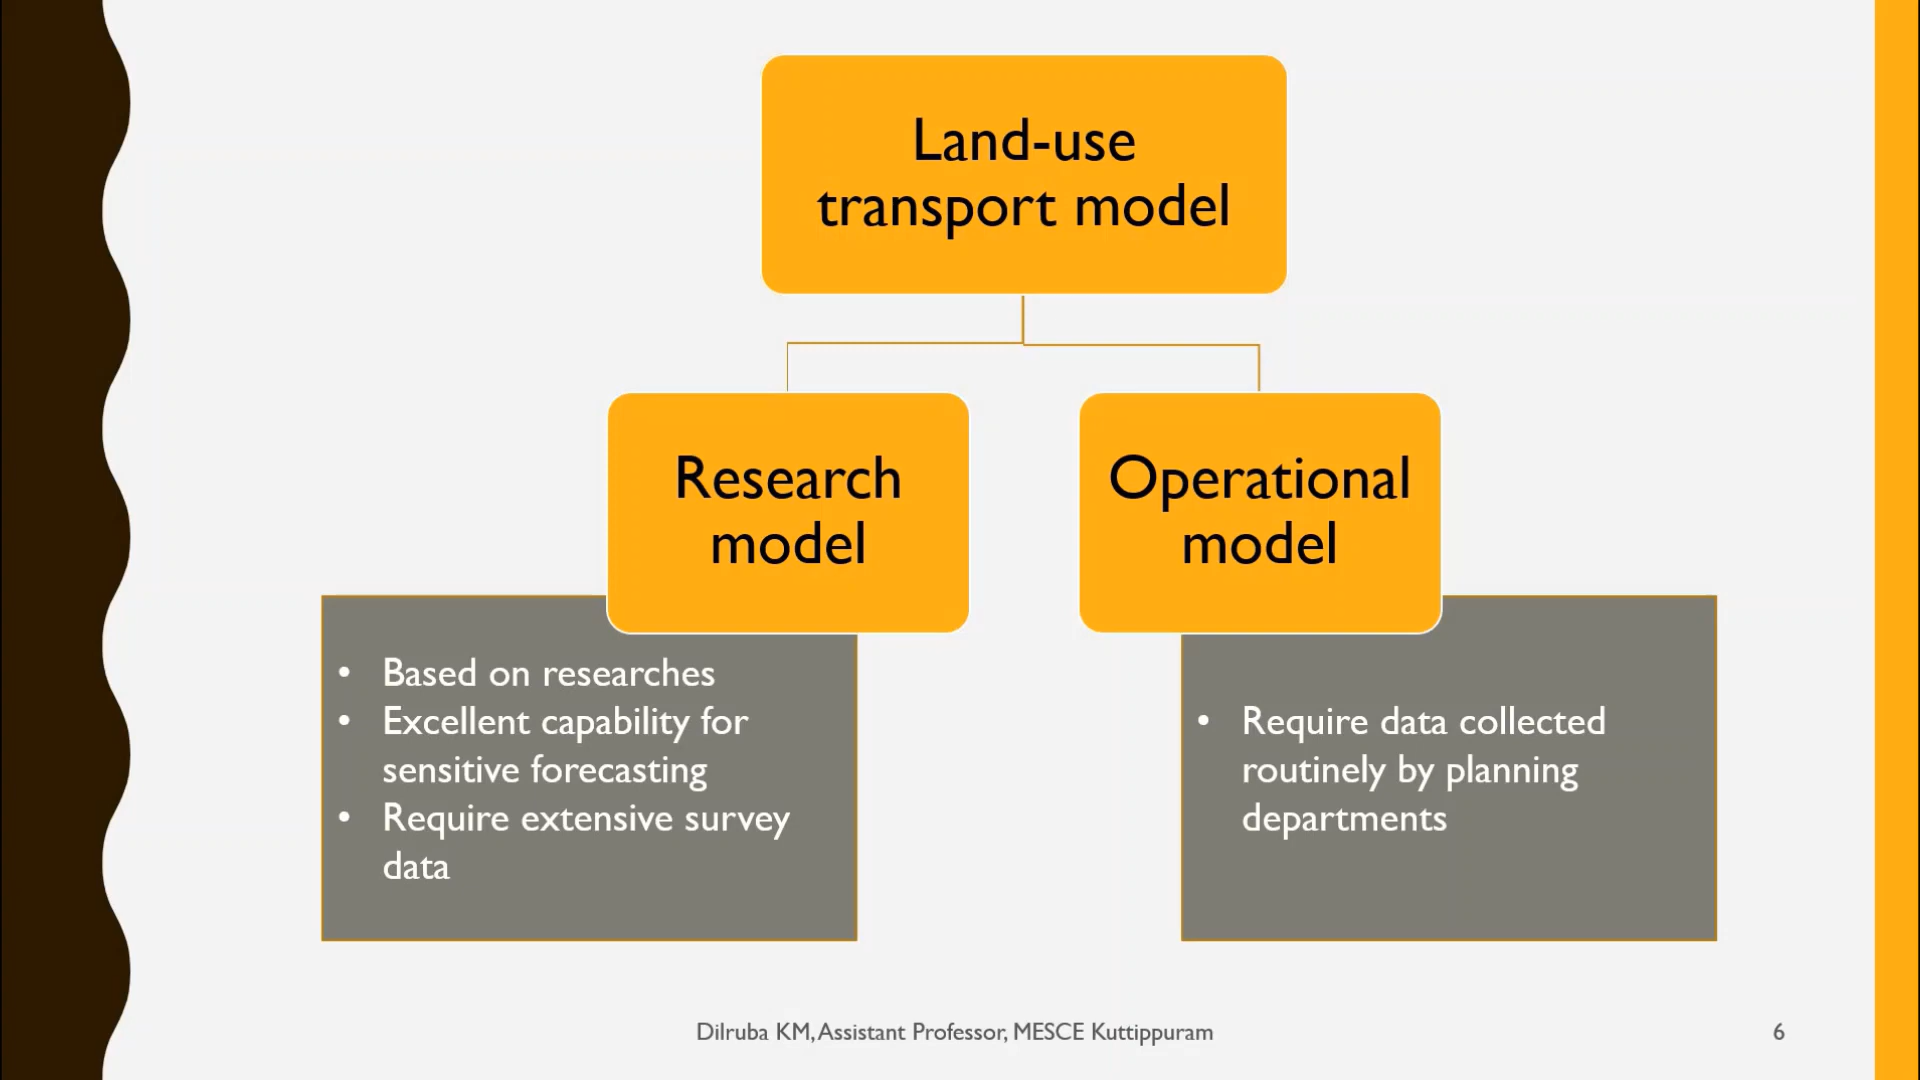 Land-use
transport model
Research
model
Operational
model
• Based on researches
• Excellent capability for
sensitive forecasting
• Require extensive survey
data
• Require data collected
routinely by planning
departments
Dilruba KM, Assistant Professor, MESCE Kuttippuram
6